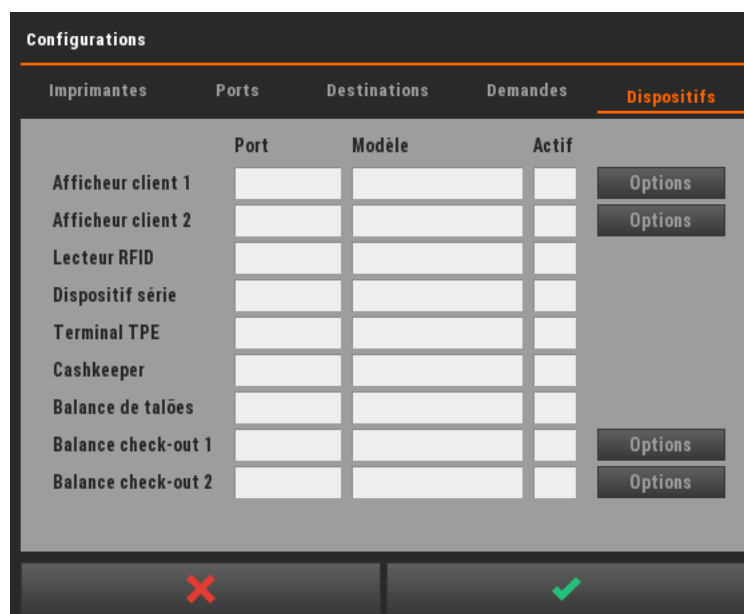 Configurations
Imprimantes Ports Destinations Demandes Dispositifs
Port Modèle Actif
Afficheur client 1 Options
Afficheur client 2 Options
Lecteur RFID
Dispositif série
Terminal TPE
Cashkeeper
Balance de talões
Balance check-out 1 Options
Balance check-out 2 Options